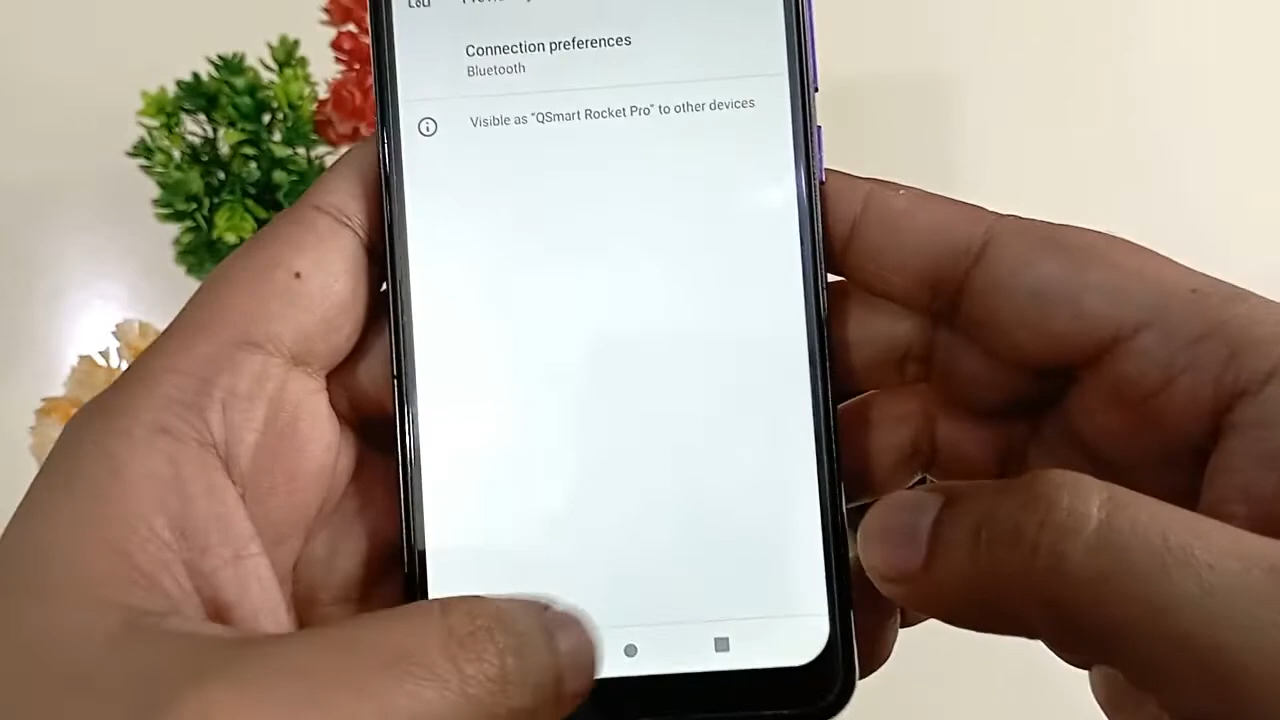 Connection preferences
Bluetooth
Visible as "QSmart Rocket Pro" to other devices